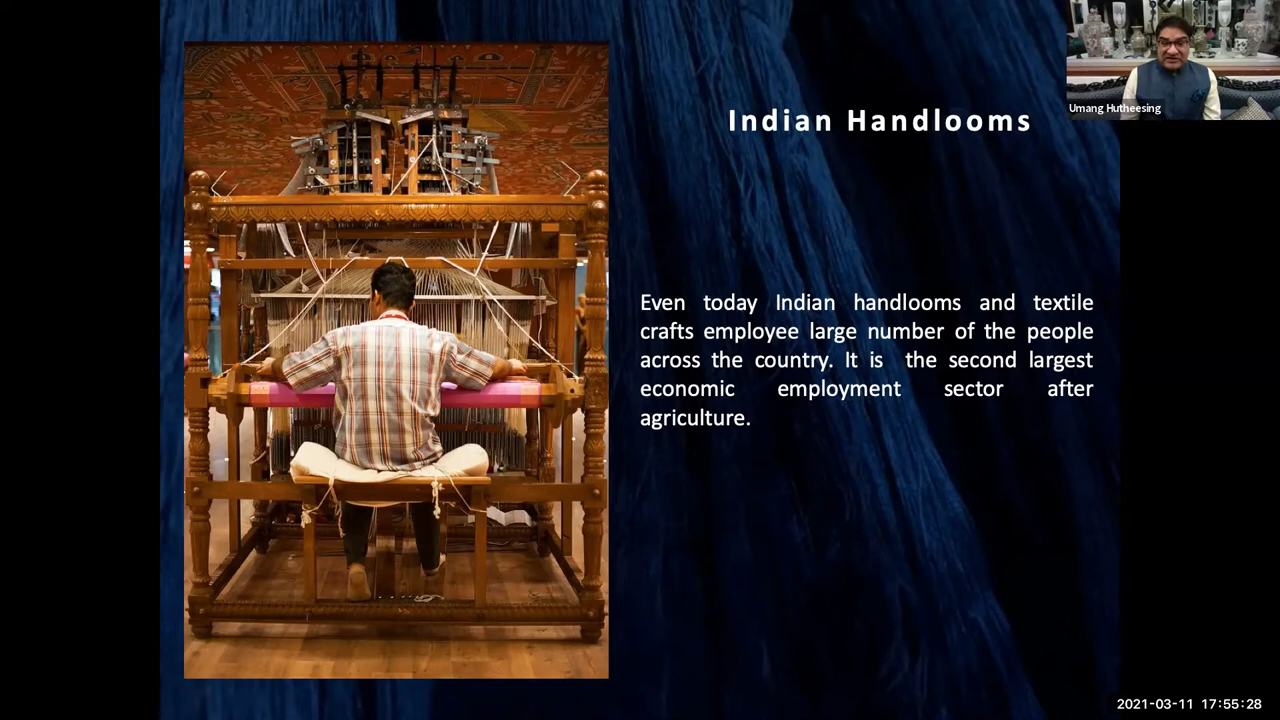 Umang Hutheesing
Indian Handlooms
Even today Indian handlooms and textile
crafts employee large number of the people
across the country. It is the second largest
economic employment sector after
agriculture.
2021-03-11 17:55:28